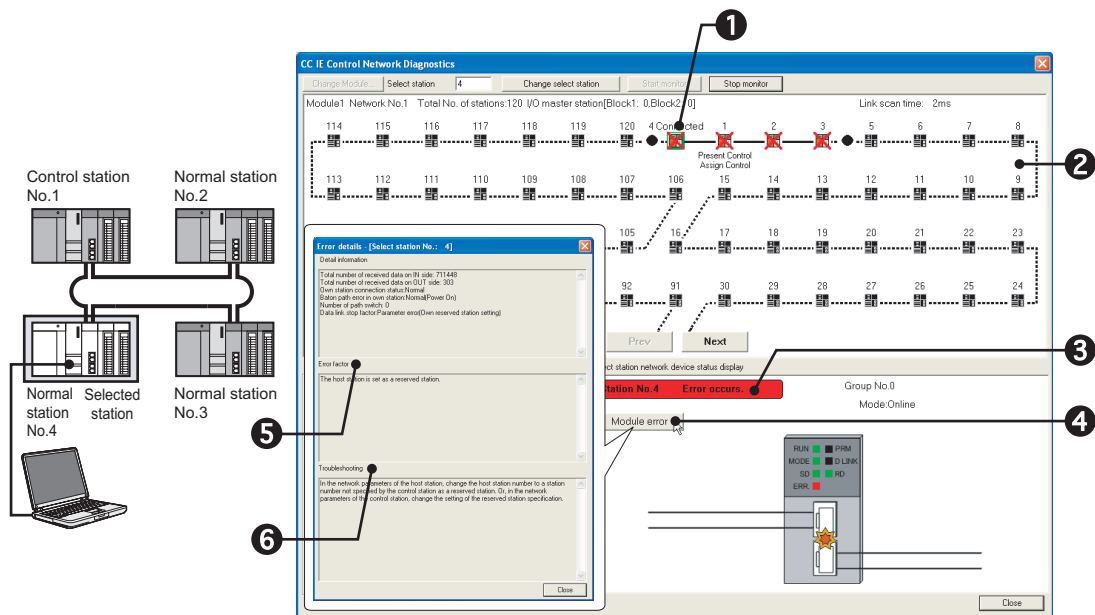 1
CC IE Control Network Diagnostics
Change Module... Select station 4 Change select station Start monitor Stop monitor
Module1 Network No.1 Total No. of stations:120 I/O master station[Block1: 0,Block2: 0] Link scan time: 2ms
114 115 116 117 118 119 120 4 Connected 1 2 3 5 6 7 8
Present Control
Assign Control
2
113 112 111 110 109 108 107 106 15 14 13 12 11 10 9
105 16 17 18 19 20 21 22 23
92 91 30 29 28 27 26 25 24
Prev Next
Control station No.1
Normal station No.2
Normal station No.4
Selected station
Normal station No.3
Error details - [Select station No.: 4]
Detail information
Total number of received data on IN side: 711448
Total number of received data on OUT side: 303
Own station connection status:Normal
Baton path error in own station:Normal(Power On)
Number of path switch: 0
Data link stop factor:Parameter error(Own reserved station setting)
Error factor
5
The host station is set as a reserved station.
Troubleshooting
6
In the network parameters of the host station, change the host station number to a station
number not specified by the control station as a reserved station. Or, in the network
parameters of the control station, change the setting of the reserved station specification.
Close
station network device status display
3
Station No.4 Error occurs.
Group No.0
Mode:Online
Module error
4
RUN PRM
MODE D LINK
SD RD
ERR.
Close